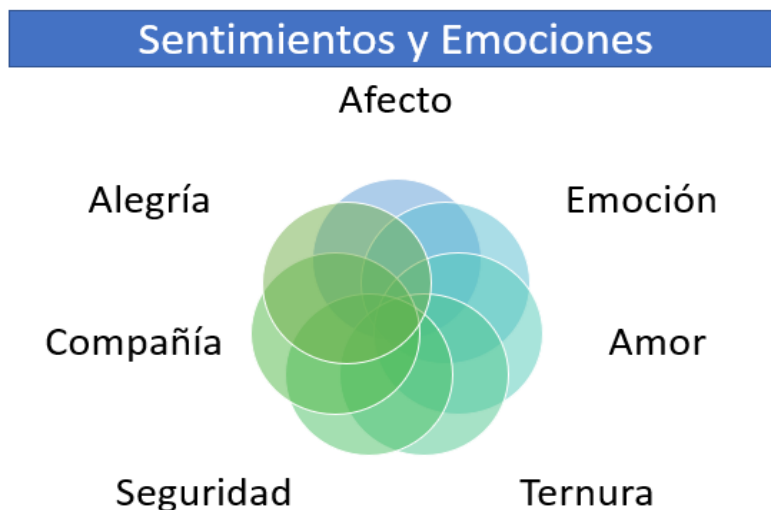 Sentimientos y Emociones
Afecto
Alegría
Emoción
Compañía
Amor
Seguridad
Ternura